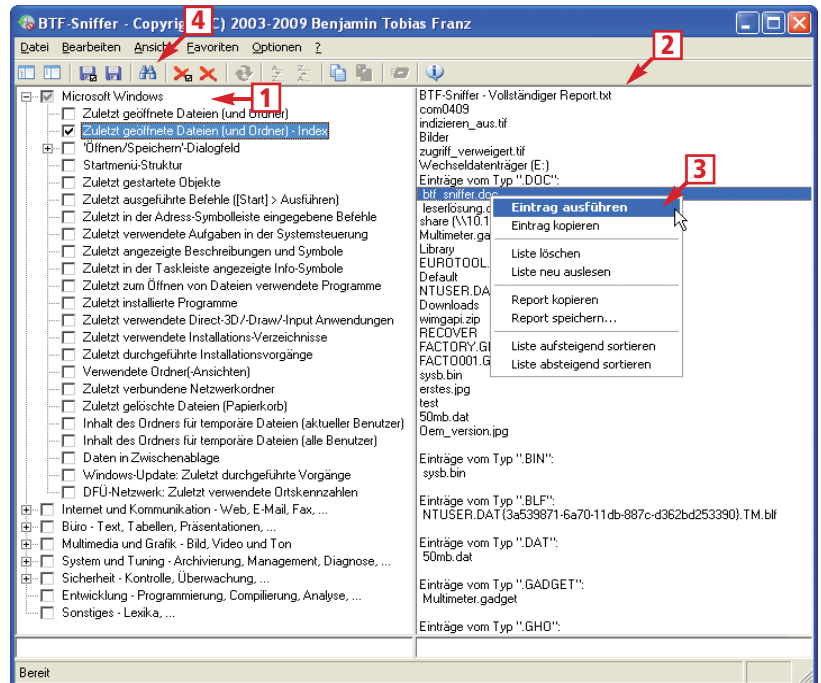 BTF-Sniffer - Copyrig C) 2003-2009 Benjamin Tobias Franz
4
Datei Bearbeiten Ansich Favoriten Optionen ?
2
1
3
Microsoft Windows
Zuletzt geöffnete Dateien (und Ordner)
Zuletzt geöffnete Dateien (und Ordner) - Index
'Öffnen/Speichern'-Dialogfeld
Startmenü-Struktur
Zuletzt gestartete Objekte
Zuletzt ausgeführte Befehle ([Start] > Ausführen)
Zuletzt in der Adress-Symbolleiste eingegebene Befehle
Zuletzt verwendete Aufgaben in der Systemsteuerung
Zuletzt angezeigte Beschreibungen und Symbole
Zuletzt in der Taskleiste angezeigte Info-Symbole
Zuletzt zum Öffnen von Dateien verwendete Programme
Zuletzt installierte Programme
Zuletzt verwendete Direct-3D/-Draw/-Input Anwendungen
Zuletzt verwendete Installations-Verzeichnisse
Zuletzt durchgeführte Installationsvorgänge
Verwendete Ordner(-Ansichten)
Zuletzt verbundene Netzwerkordner
Zuletzt gelöschte Dateien (Papierkorb)
Inhalt des Ordners für temporäre Dateien (aktueller Benutzer)
Inhalt des Ordners für temporäre Dateien (alle Benutzer)
Daten in Zwischenablage
Windows-Update: Zuletzt durchgeführte Vorgänge
DFÜ-Netzwerk: Zuletzt verwendete Ortskennzahlen
Internet und Kommunikation - Web, E-Mail, Fax, ...
Büro - Text, Tabellen, Präsentationen, ...
Multimedia und Grafik - Bild, Video und Ton
System und Tuning - Archivierung, Management, Diagnose, ...
Sicherheit - Kontrolle, Überwachung, ...
Entwicklung - Programmierung, Compilierung, Analyse, ...
Sonstiges - Lexika, ...
BTF-Sniffer - Vollständiger Report.txt
com0409
indizieren_aus.tif
Bilder
zugriff_verweigert.tif
Wechseldatenträger (E:)
Einträge vom Typ ".DOC":
btf_sniffer.doc
leserlösung.d
share (\\10.1
Multimeter.ga
Library
EUROTOOL.
Default
NTUSER.DA
Downloads
wimgapi.zip
RECOVER
FACTORY.G
FACTO001.G
sysb.bin
erstes.jpg
test
50mb.dat
Oem_version.jpg
Einträge vom Typ ".BIN":
sysb.bin
Einträge vom Typ ".BLF":
NTUSER.DAT{3a539871-6a70-11db-887c-d362bd253390}.TM.blf
Einträge vom Typ ".DAT":
50mb.dat
Einträge vom Typ ".GADGET":
Multimeter.gadget
Einträge vom Typ ".GHO":
Eintrag ausführen
Eintrag kopieren
Liste löschen
Liste neu auslesen
Report kopieren
Report speichern...
Liste aufsteigend sortieren
Liste absteigend sortieren
Bereit